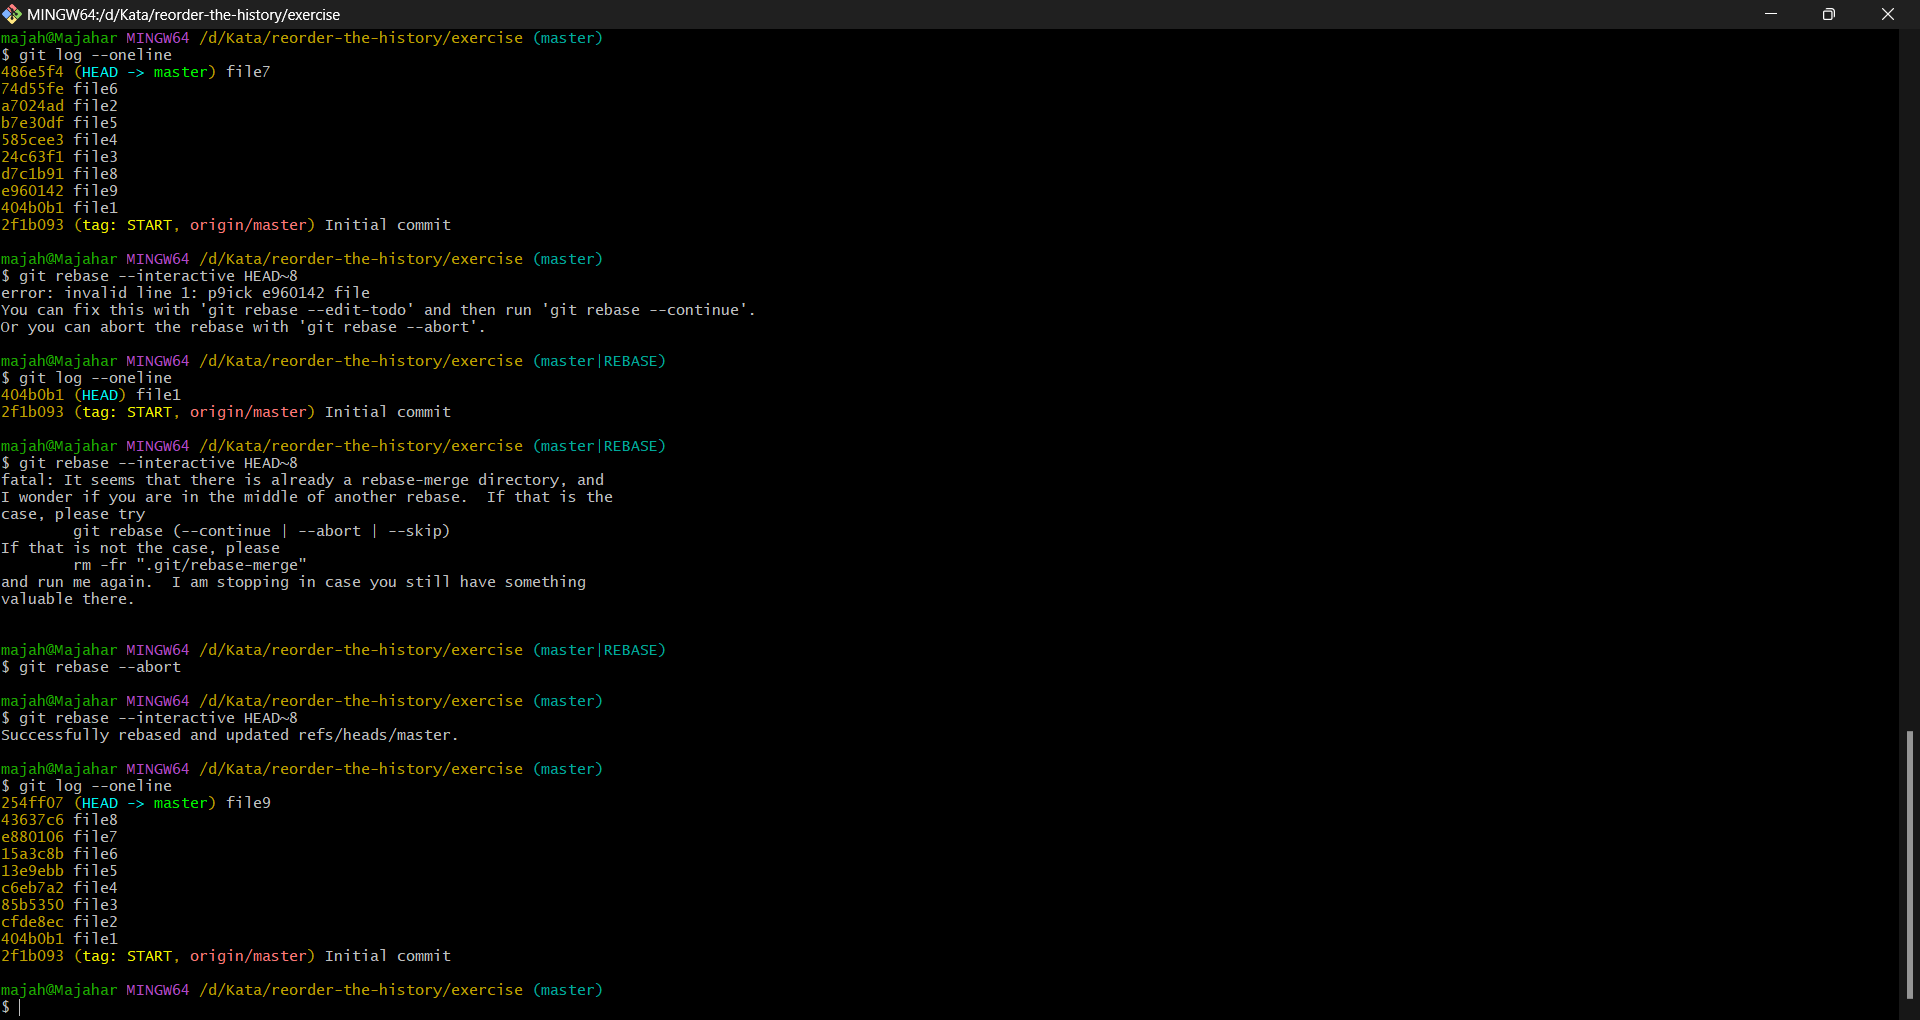 MINGW64:/d/Kata/reorder-the-history/exercise
majah@Majahar MINGW64 /d/Kata/reorder-the-history/exercise (master)
$ git log --oneline
486e5f4 (HEAD -> master) file7
74d55fe file6
a7024ad file2
b7e30df file5
585cee3 file4
24c63f1 file3
d7c1b91 file8
e960142 file9
404b0b1 file1
2f1b093 (tag: START, origin/master) Initial commit
majah@Majahar MINGW64 /d/Kata/reorder-the-history/exercise (master)
$ git rebase --interactive HEAD~8
error: invalid line 1: p9ick e960142 file
You can fix this with 'git rebase --edit-todo' and then run 'git rebase --continue'.
Or you can abort the rebase with 'git rebase --abort'.
majah@Majahar MINGW64 /d/Kata/reorder-the-history/exercise (master|REBASE)
$ git log --oneline
404b0b1 (HEAD) file1
2f1b093 (tag: START, origin/master) Initial commit
majah@Majahar MINGW64 /d/Kata/reorder-the-history/exercise (master|REBASE)
$ git rebase --interactive HEAD~8
fatal: It seems that there is already a rebase-merge directory, and
I wonder if you are in the middle of another rebase.  If that is the
case, please try
        git rebase (--continue | --abort | --skip)
If that is not the case, please
        rm -fr ".git/rebase-merge"
and run me again.  I am stopping in case you still have something
valuable there.
majah@Majahar MINGW64 /d/Kata/reorder-the-history/exercise (master|REBASE)
$ git rebase --abort
majah@Majahar MINGW64 /d/Kata/reorder-the-history/exercise (master)
$ git rebase --interactive HEAD~8
Successfully rebased and updated refs/heads/master.
majah@Majahar MINGW64 /d/Kata/reorder-the-history/exercise (master)
$ git log --oneline
254ff07 (HEAD -> master) file9
43637c6 file8
e880106 file7
15a3c8b file6
13e9ebb file5
c6eb7a2 file4
85b5350 file3
cfde8ec file2
404b0b1 file1
2f1b093 (tag: START, origin/master) Initial commit
majah@Majahar MINGW64 /d/Kata/reorder-the-history/exercise (master)
$